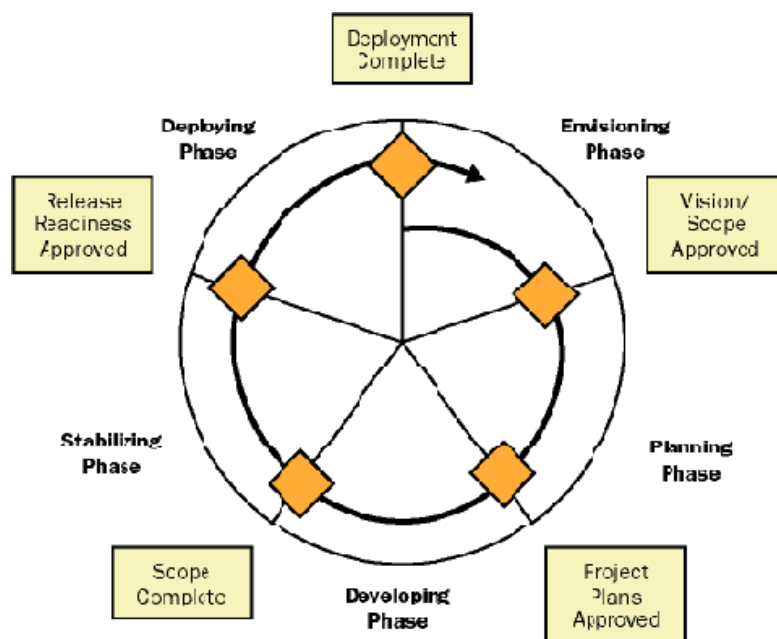 Deployment
Complete
Deploying
Phase
Envisioning
Phase
Release
Readiness
Approved
Vision/
Scope
Approved
Stabilizing
Phase
Planning
Phase
Scope
Complete
Developing
Phase
Project
Plans
Approved